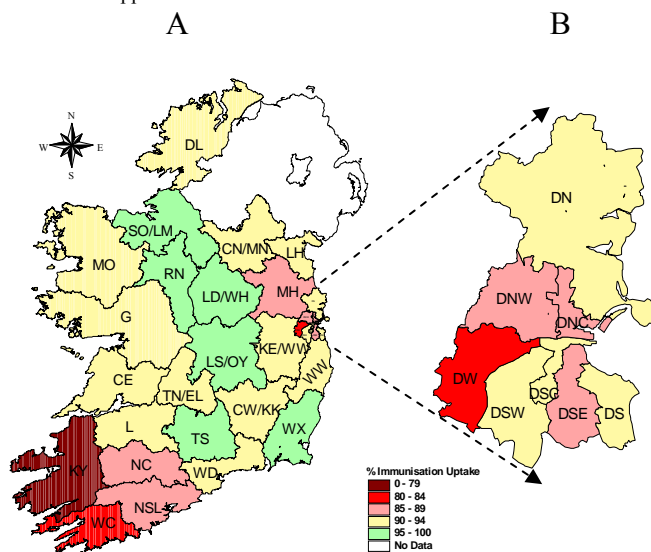 A B
N
W E
S
DL
DN
SO/LM
CN/MN
LH
MO
RN
MH
LD/WH
DNW
G
DNC
LS/OY
KE/WW
DW
WW
CE
TN/EL
DSC
CW/KK
DSW
DSE
DS
L
TS
WX
KY
NC
WD
NSL
WC
% Immunisation Uptake
0 - 79
80 - 84
85 - 89
90 - 94
95 - 100
No Data